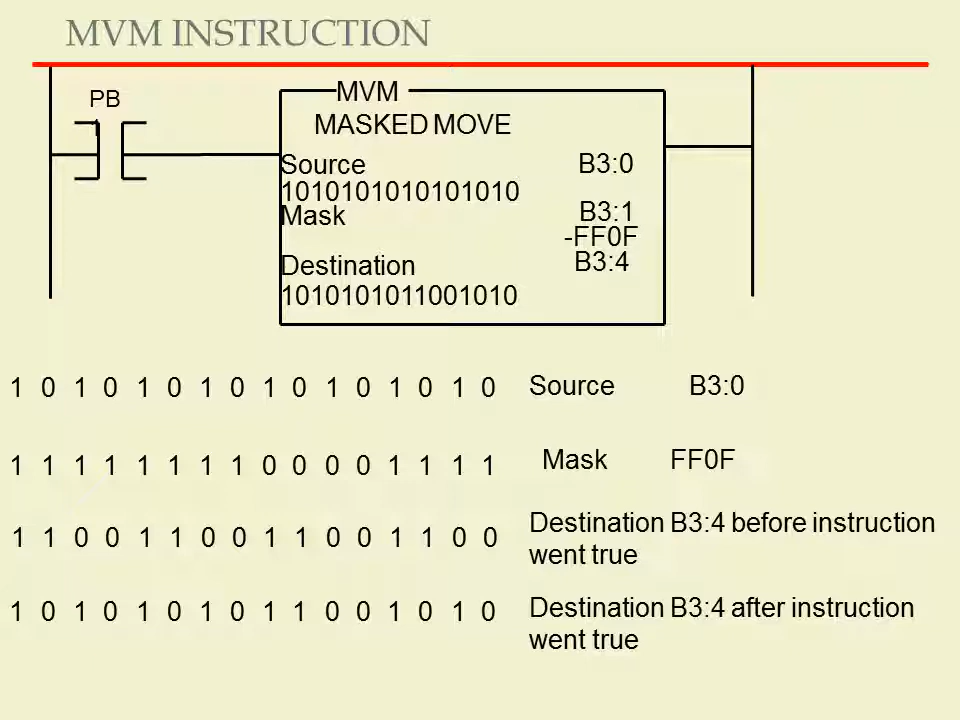 MVM INSTRUCTION
PB
1
MVM
MASKED MOVE
Source B3:0
1010101010101010
Mask B3:1
-FF0F
Destination B3:4
1010101011001010
1 0 1 0 1 0 1 0 1 0 1 0 1 0 1 0 Source B3:0
1 1 1 1 1 1 1 1 0 0 0 0 1 1 1 1 Mask FF0F
1 1 0 0 1 1 0 0 1 1 0 0 1 1 0 0 Destination B3:4 before instruction
went true
1 0 1 0 1 0 1 0 1 1 0 0 1 0 1 0 Destination B3:4 after instruction
went true